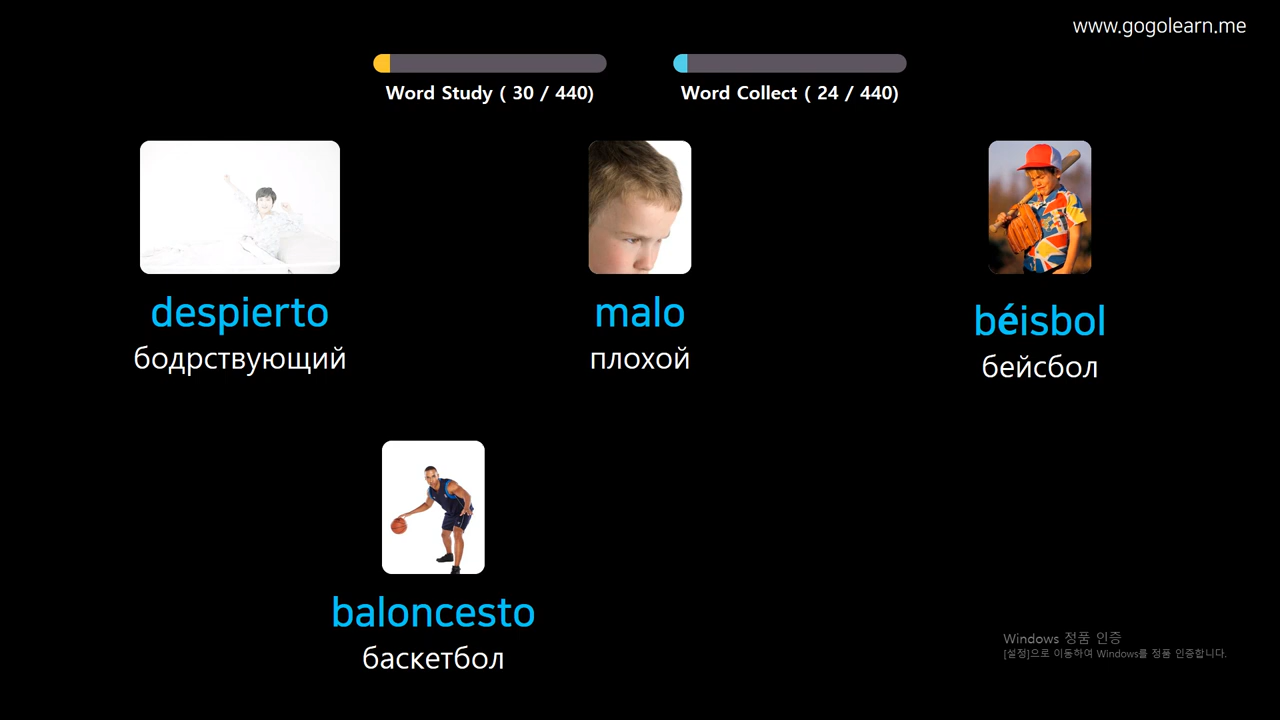 www.gogolearn.me
Word Study ( 30 / 440)
Word Collect ( 24 / 440)
despierto
бодрствующий
malo
плохой
béisbol
бейсбол
baloncesto
баскетбол
Windows 정품 인증
[설정]으로 이동하여 Windows를 정품 인증합니다.